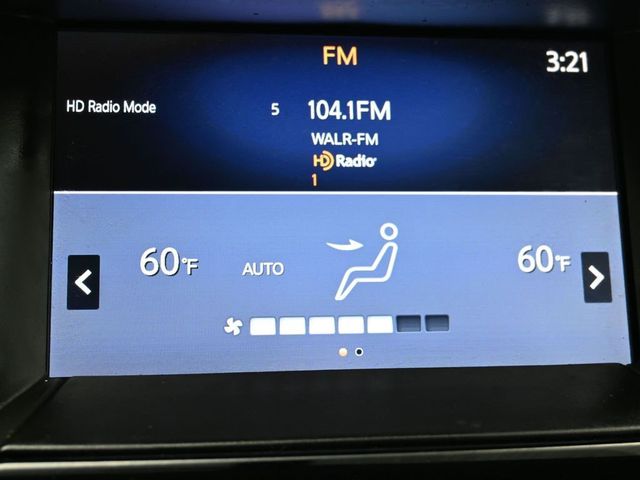 FM
3:21
HD Radio Mode
5
104.1FM
WALR-FM
HD Radio
1
60°F
AUTO
60°F